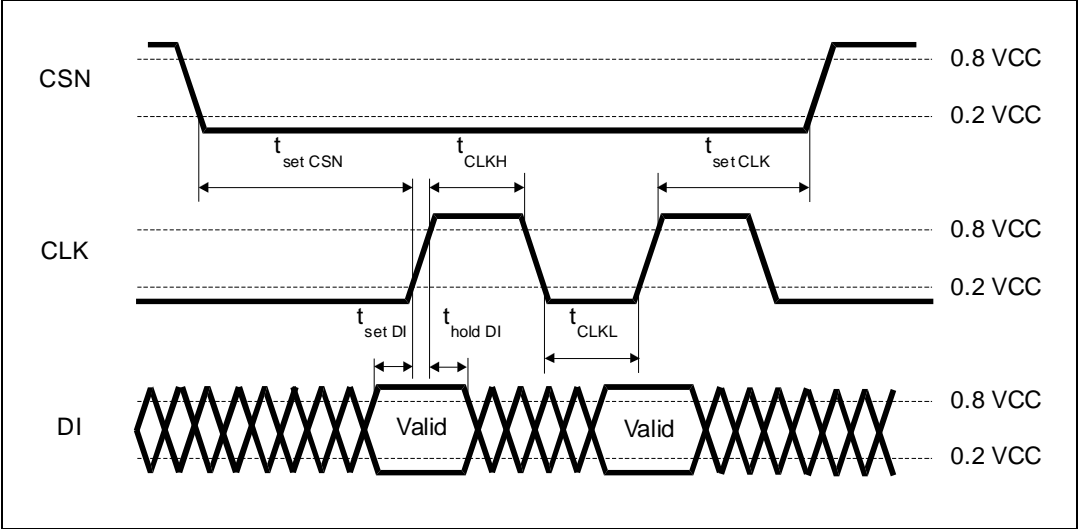 CSN
0.8 VCC
0.2 VCC
t set CSN
t CLKH
t set CLK
CLK
0.8 VCC
0.2 VCC
t set DI
t hold DI
t CLKL
DI
Valid
Valid
0.8 VCC
0.2 VCC